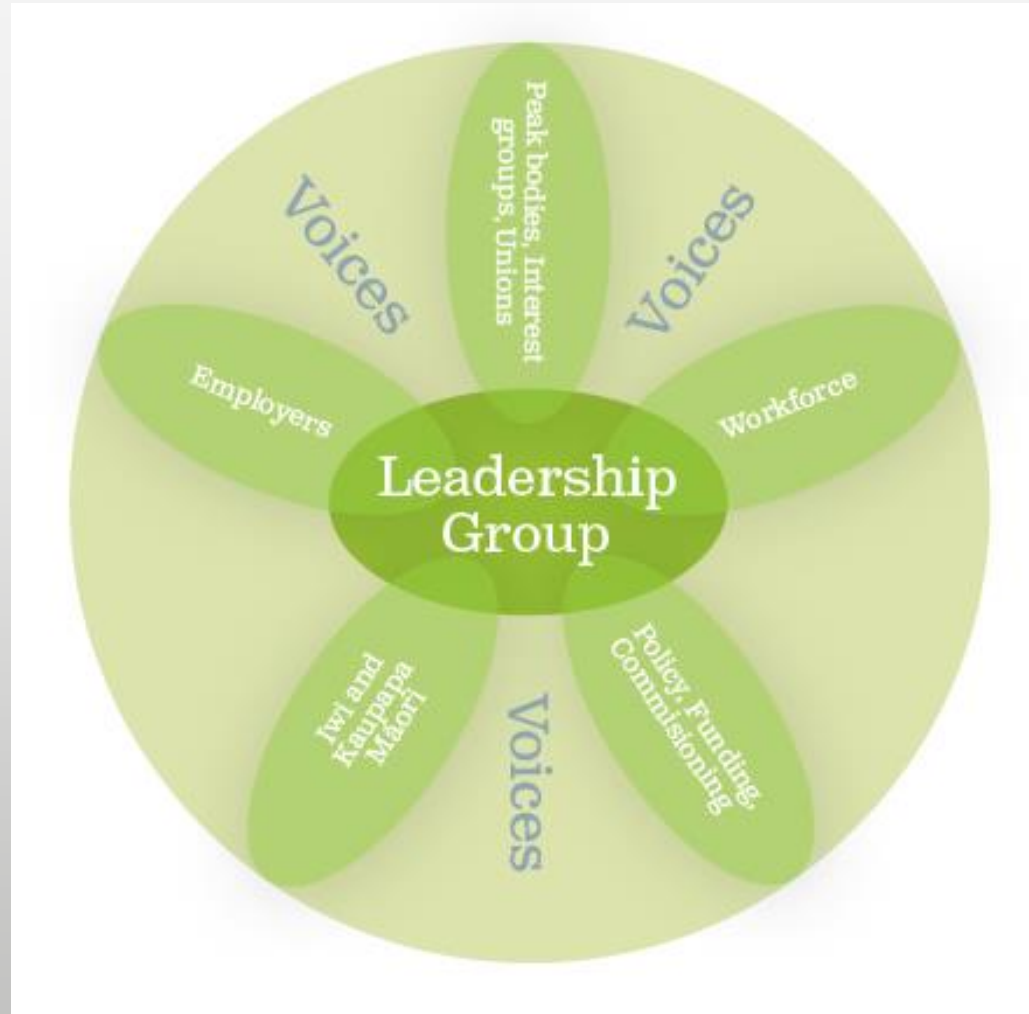 Peak bodies, Interest
groups, Unions
Voices
Voices
Employers
Workforce
Leadership
Group
Iwi and
Kaupapa
Māori
Policy, Funding,
Commisioning
Voices